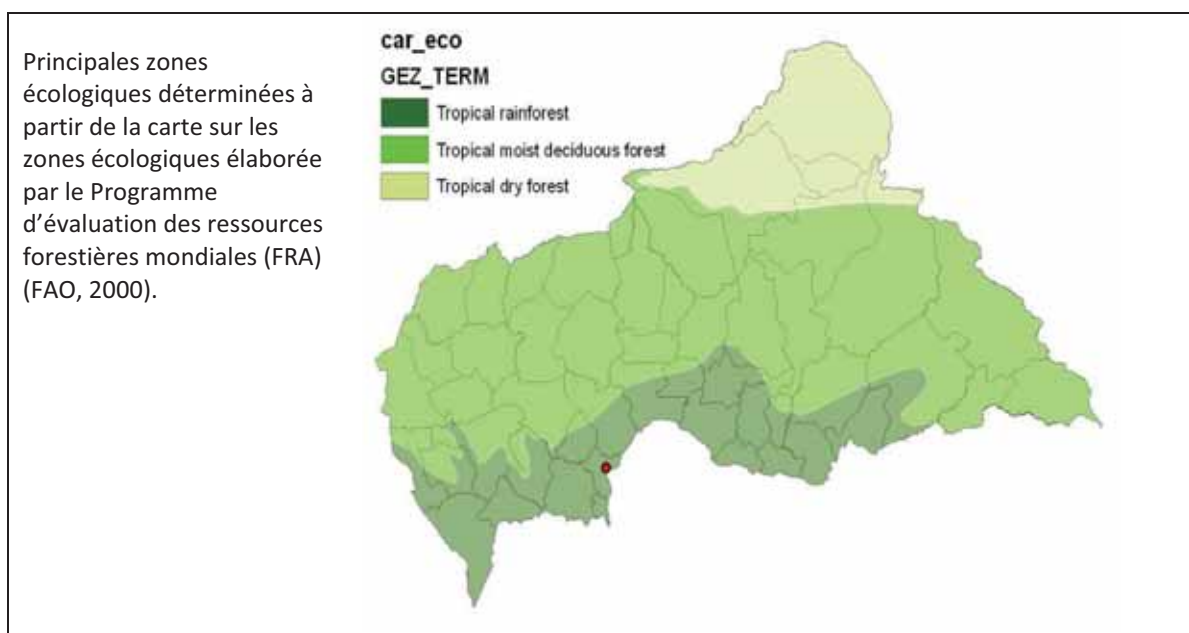 Principales zones
écologiques déterminées à
partir de la carte sur les
zones écologiques élaborée
par le Programme
d’évaluation des ressources
forestières mondiales (FRA)
(FAO, 2000).
car_eco
GEZ_TERM
Tropical rainforest
Tropical moist deciduous forest
Tropical dry forest